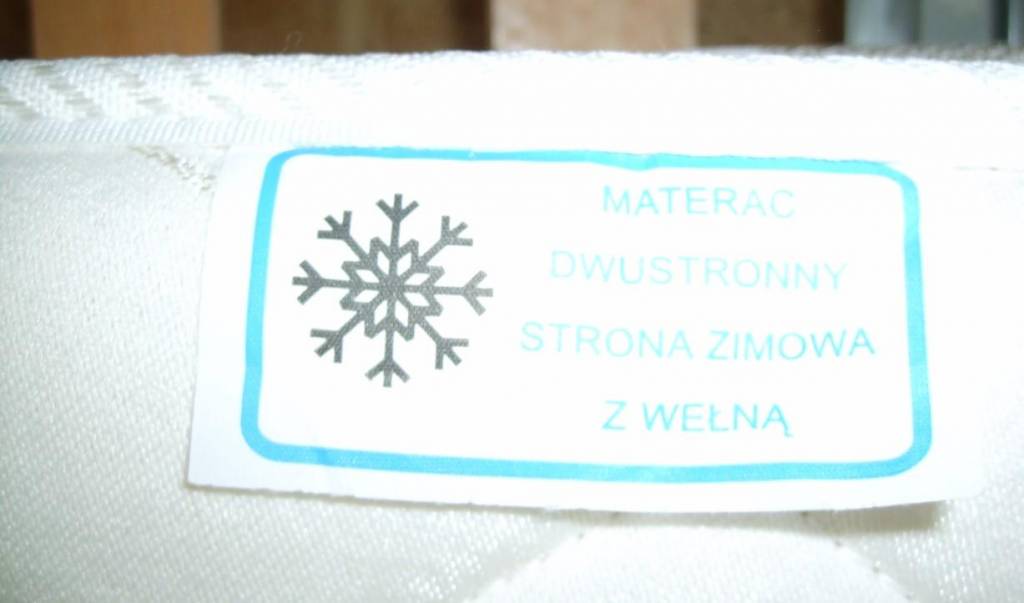 MATERAC
DWUSTRONNY
STRONA ZIMOWA
Z WEŁNĄ